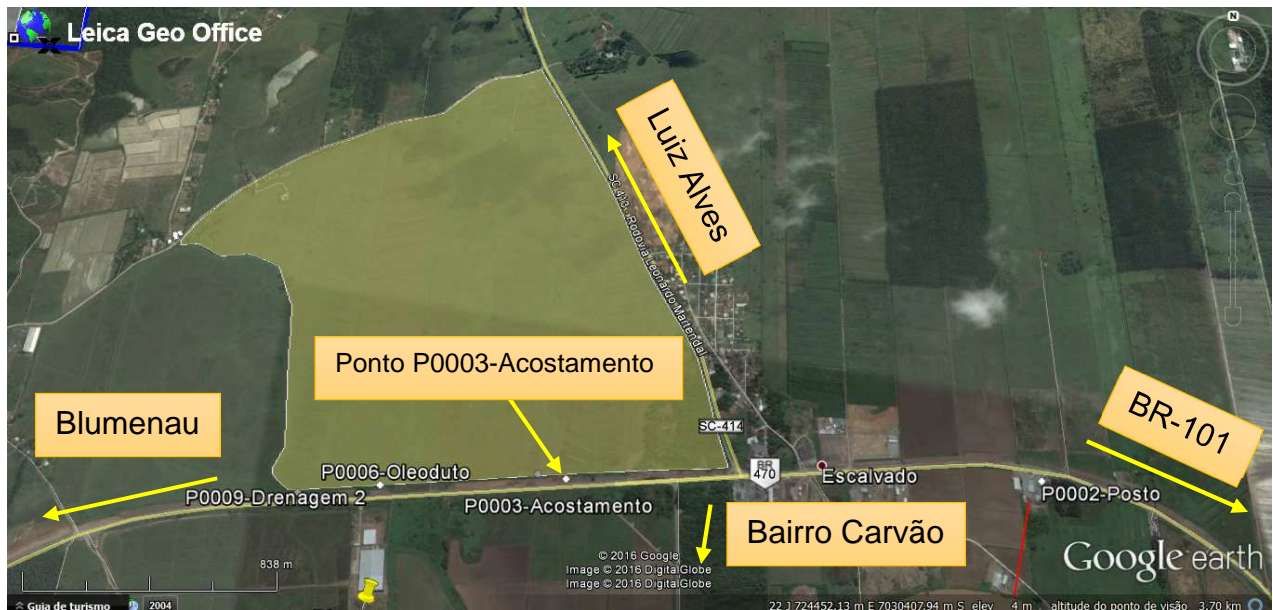 Leica Geo Office
N
Luiz Alves
SC 413 - Rodovia Leonardo Martendal
Ponto P0003-Acostamento
Blumenau
BR-101
SC-414
BR
470
P0006-Oleoduto
Escalvado
P0009-Drenagem 2
P0003-Acostamento
P0002-Posto
Bairro Carvão
© 2016 Google
Image © 2016 DigitalGlobe
Image © 2016 DigitalGlobe
Google earth
838 m
Guia de turismo
2004
22 J 724452.13 m E 7030407.94 m S elev 4 m altitude do ponto de visão 3.70 km